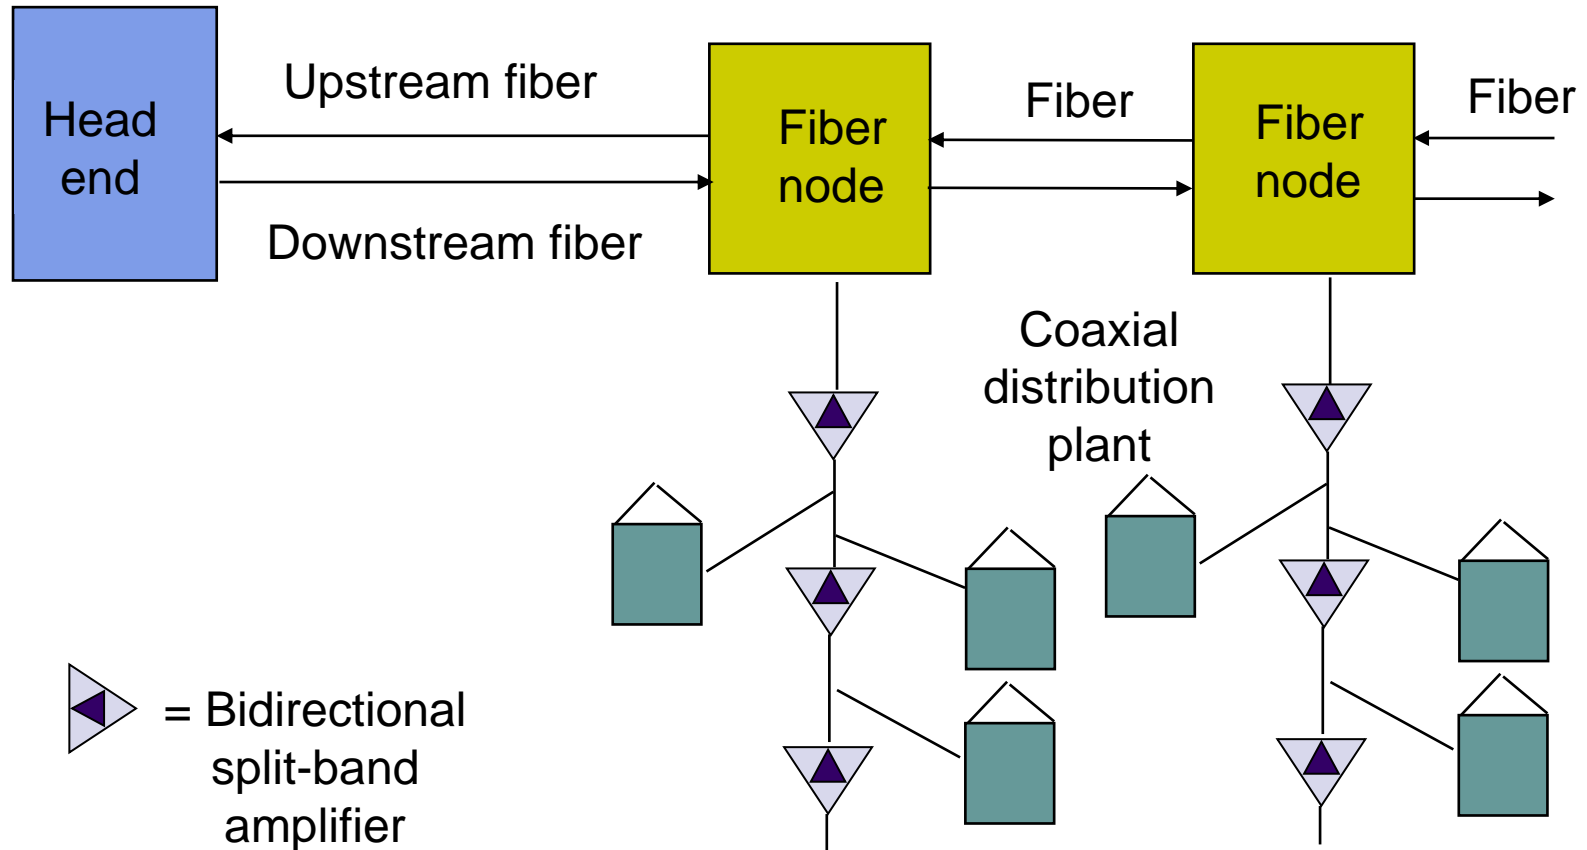 Head
end
Upstream fiber
Downstream fiber
Fiber
node
Fiber
Fiber
node
Fiber
Coaxial
distribution
plant
= Bidirectional
split-band
amplifier